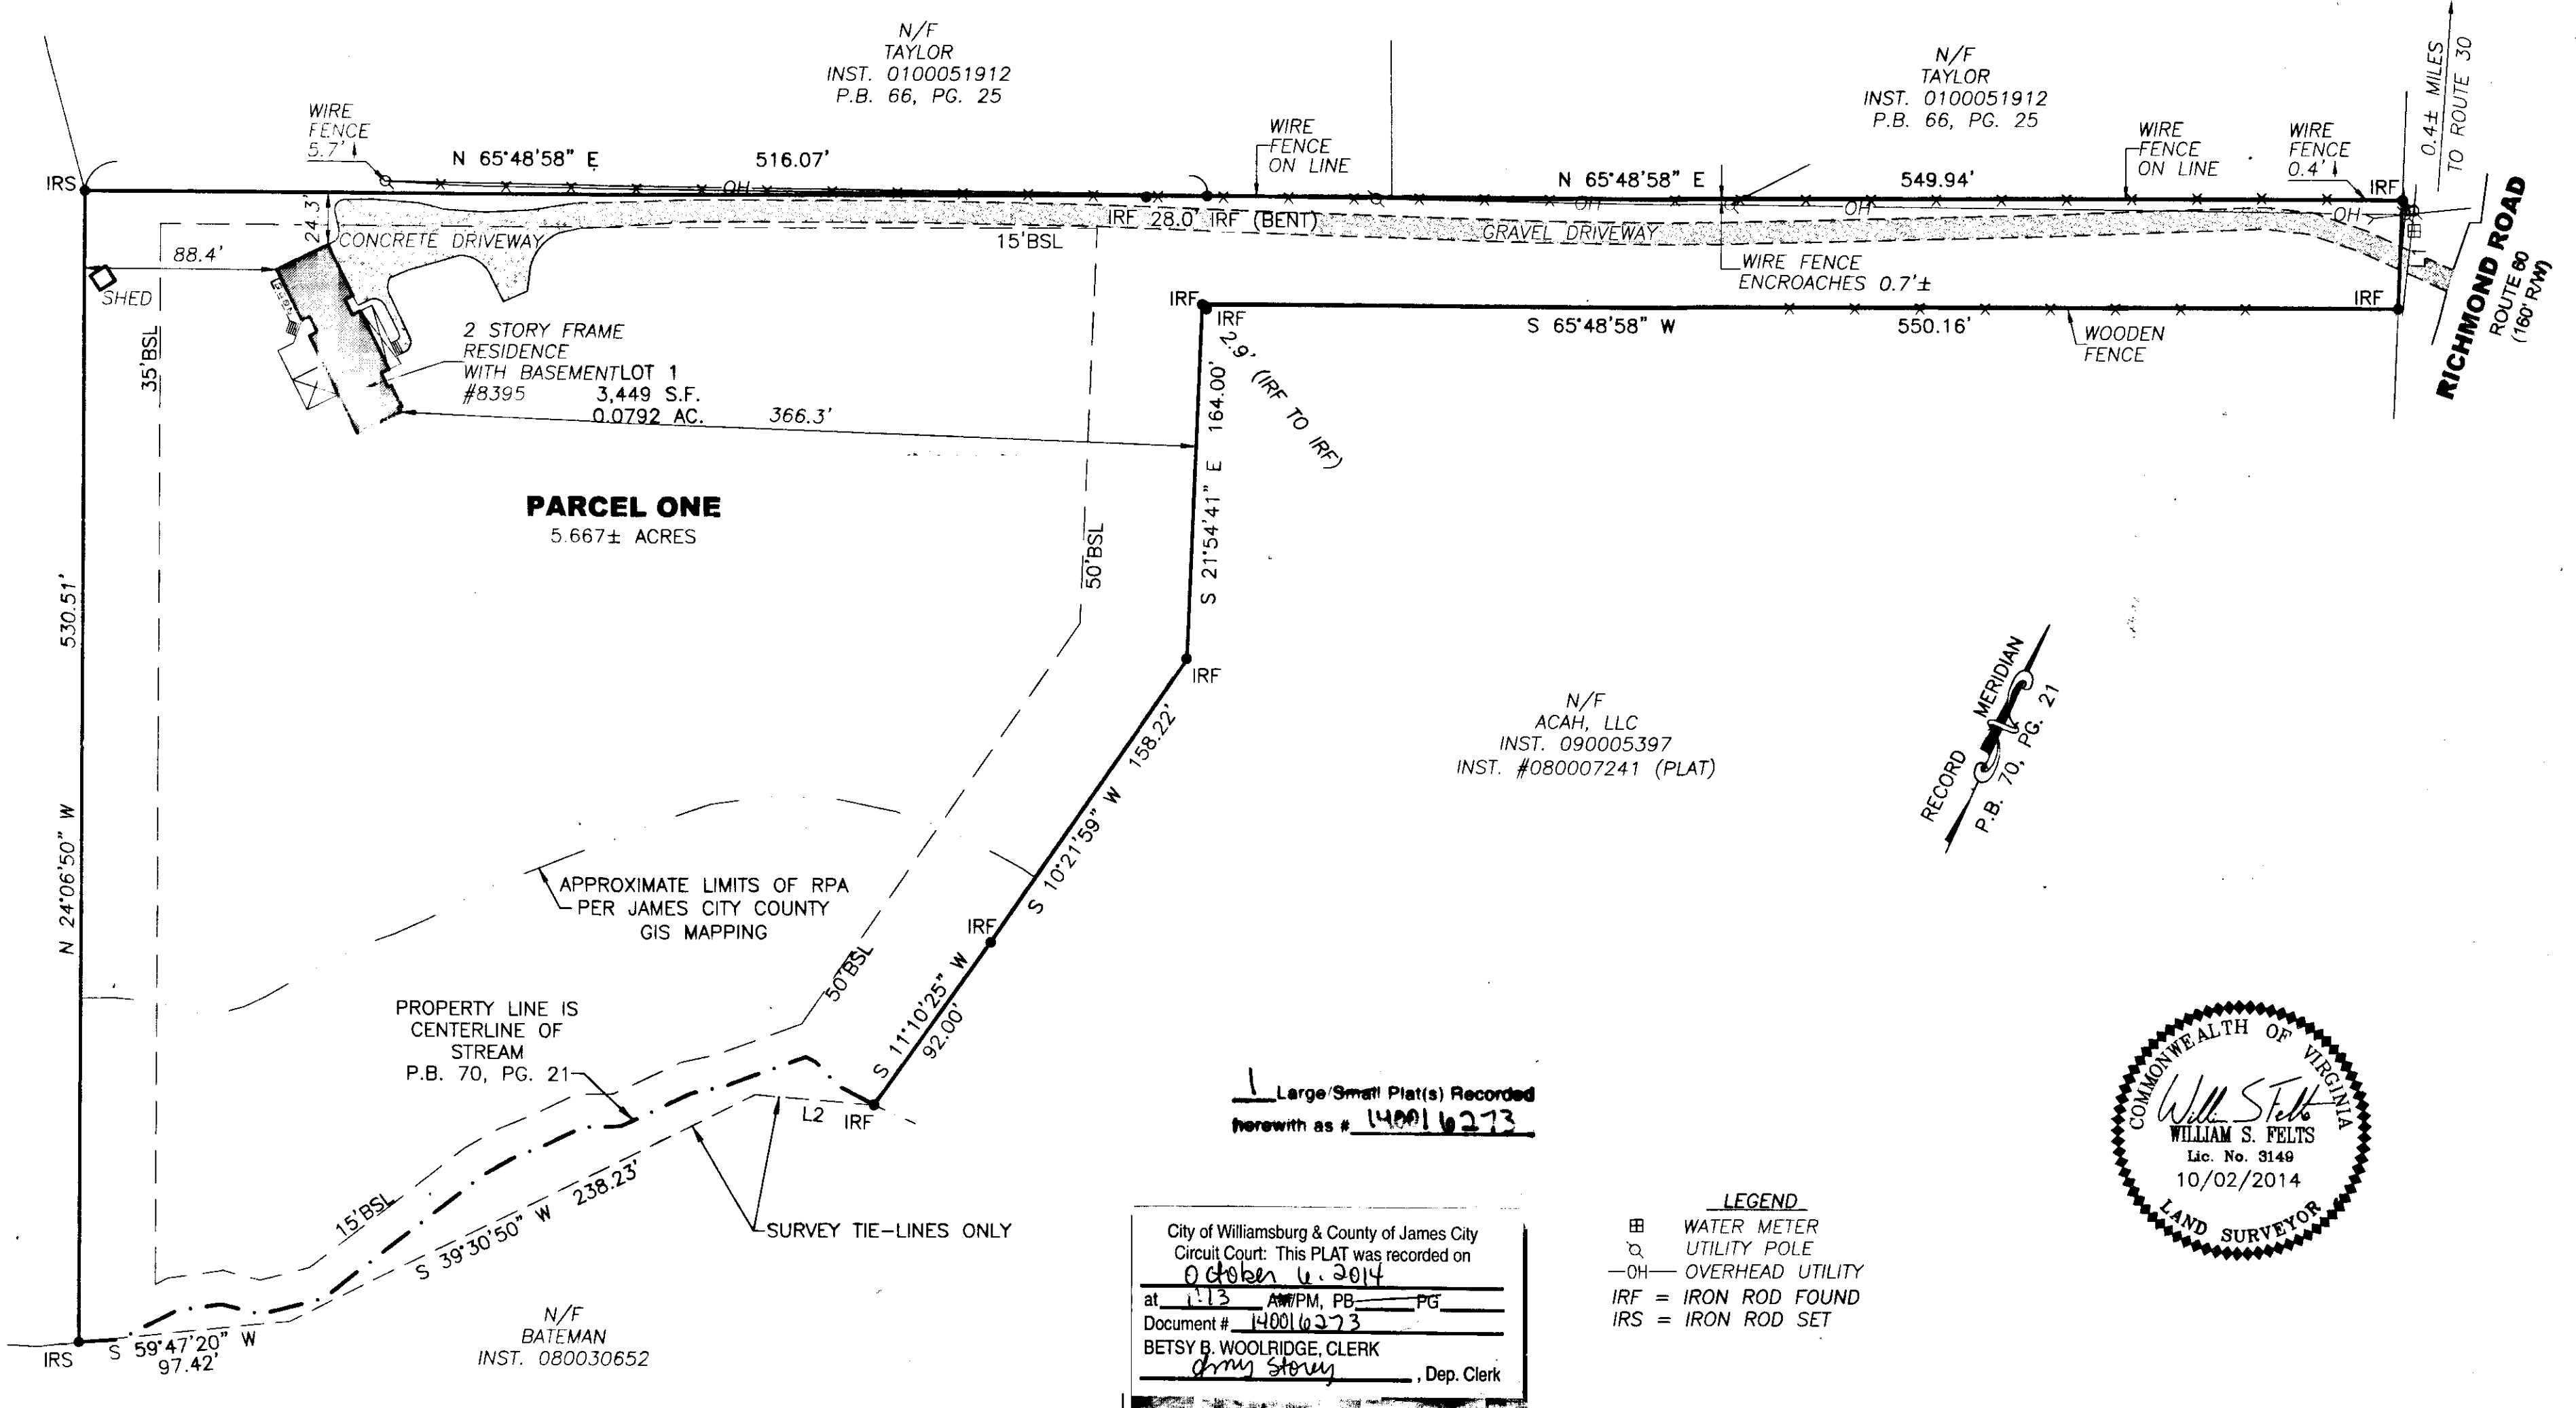 N/F
TAYLOR
INST. 0100051912
P.B. 66, PG. 25
N/F
TAYLOR
INST. 0100051912
P.B. 66, PG. 25
0.4± MILES
TO ROUTE 30
WIRE
FENCE
5.7'
N 65°48'58" E 516.07'
WIRE
FENCE
ON LINE
N 65°48'58" E 549.94'
WIRE
FENCE
ON LINE
WIRE
FENCE
0.4'
IRS
OH
OH
OH
OH
IRF
IRF 28.0' IRF (BENT)
24.3'
CONCRETE DRIVEWAY
15'BSL
GRAVEL DRIVEWAY
88.4'
SHED
WIRE FENCE
ENCROACHES 0.7'±
RICHMOND ROAD
ROUTE 60
(160' R/W)
IRF
IRF
2.9' (IRF TO IRF)
IRF
S 65°48'58" W 550.16'
WOODEN
FENCE
35'BSL
2 STORY FRAME
RESIDENCE
WITH BASEMENT
#8395
LOT 1
3,449 S.F.
0.0792 AC.
366.3'
S 21°54'41" E 164.00'
PARCEL ONE
5.667± ACRES
50'BSL
N 24°06'50" W 530.51'
IRF
S 10°21'59" W 158.22'
N/F
ACAH, LLC
INST. 090005397
INST. #080007241 (PLAT)
RECORD MERIDIAN
P.B. 70, PG. 21
APPROXIMATE LIMITS OF RPA
PER JAMES CITY COUNTY
GIS MAPPING
IRF
50'BSL
S 11°10'25" W
92.00'
PROPERTY LINE IS
CENTERLINE OF
STREAM
P.B. 70, PG. 21
L2
IRF
15'BSL
S 39°30'50" W 238.23'
SURVEY TIE-LINES ONLY
IRS
S 59°47'20" W
97.42'
N/F
BATEMAN
INST. 080030652
1 Large/Small Plat(s) Recorded
herewith as # 140016273
City of Williamsburg & County of James City
Circuit Court: This PLAT was recorded on
October 6, 2014
at 1:13 AM/PM, PB PG
Document # 140016273
BETSY B. WOOLRIDGE, CLERK
Amy Storey, Dep. Clerk
LEGEND
WATER METER
UTILITY POLE
OH OVERHEAD UTILITY
IRF = IRON ROD FOUND
IRS = IRON ROD SET
COMMONWEALTH OF VIRGINIA
William S Felts
WILLIAM S. FELTS
Lic. No. 3149
10/02/2014
LAND SURVEYOR